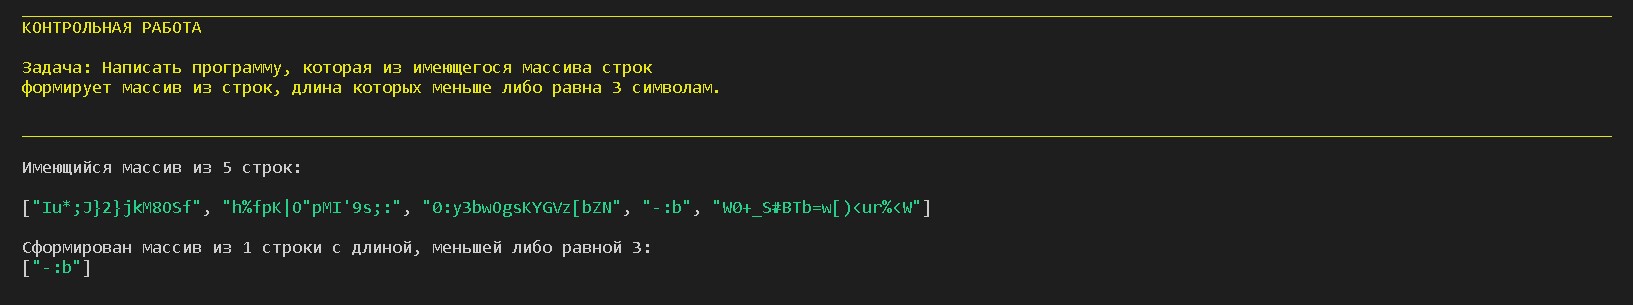 КОНТРОЛЬНАЯ РАБОТА
Задача: Написать программу, которая из имеющегося массива строк
формирует массив из строк, длина которых меньше либо равна 3 символам.
Имеющийся массив из 5 строк:
["Iu*;J}2}jkM8OSf", "h%fpK|O"pMI'9s;:", "0:y3bwOgsKYGVz[bZN", "-:b", "W0+_S#BTb=w[)<ur%<W"]
Сформирован массив из 1 строки с длиной, меньшей либо равной 3:
["-:b"]